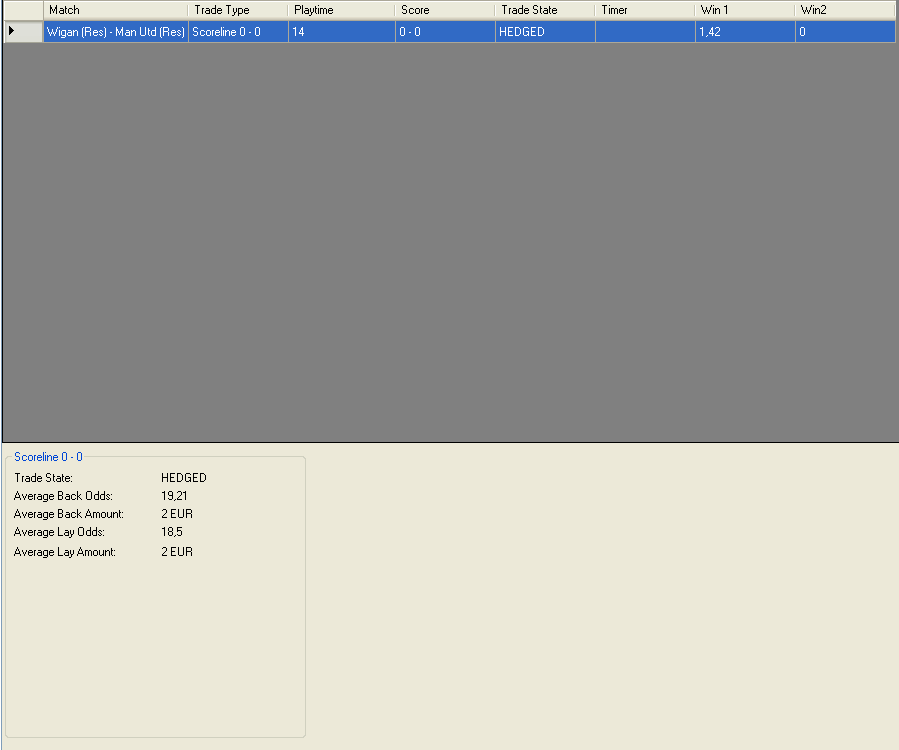 Match Trade Type Playtime Score Trade State Timer Win 1 Win2
Wigan (Res) - Man Utd (Res) Scoreline 0 - 0 14 0 - 0 HEDGED 1,42 0
Scoreline 0 - 0
Trade State: HEDGED
Average Back Odds: 19,21
Average Back Amount: 2 EUR
Average Lay Odds: 18,5
Average Lay Amount: 2 EUR